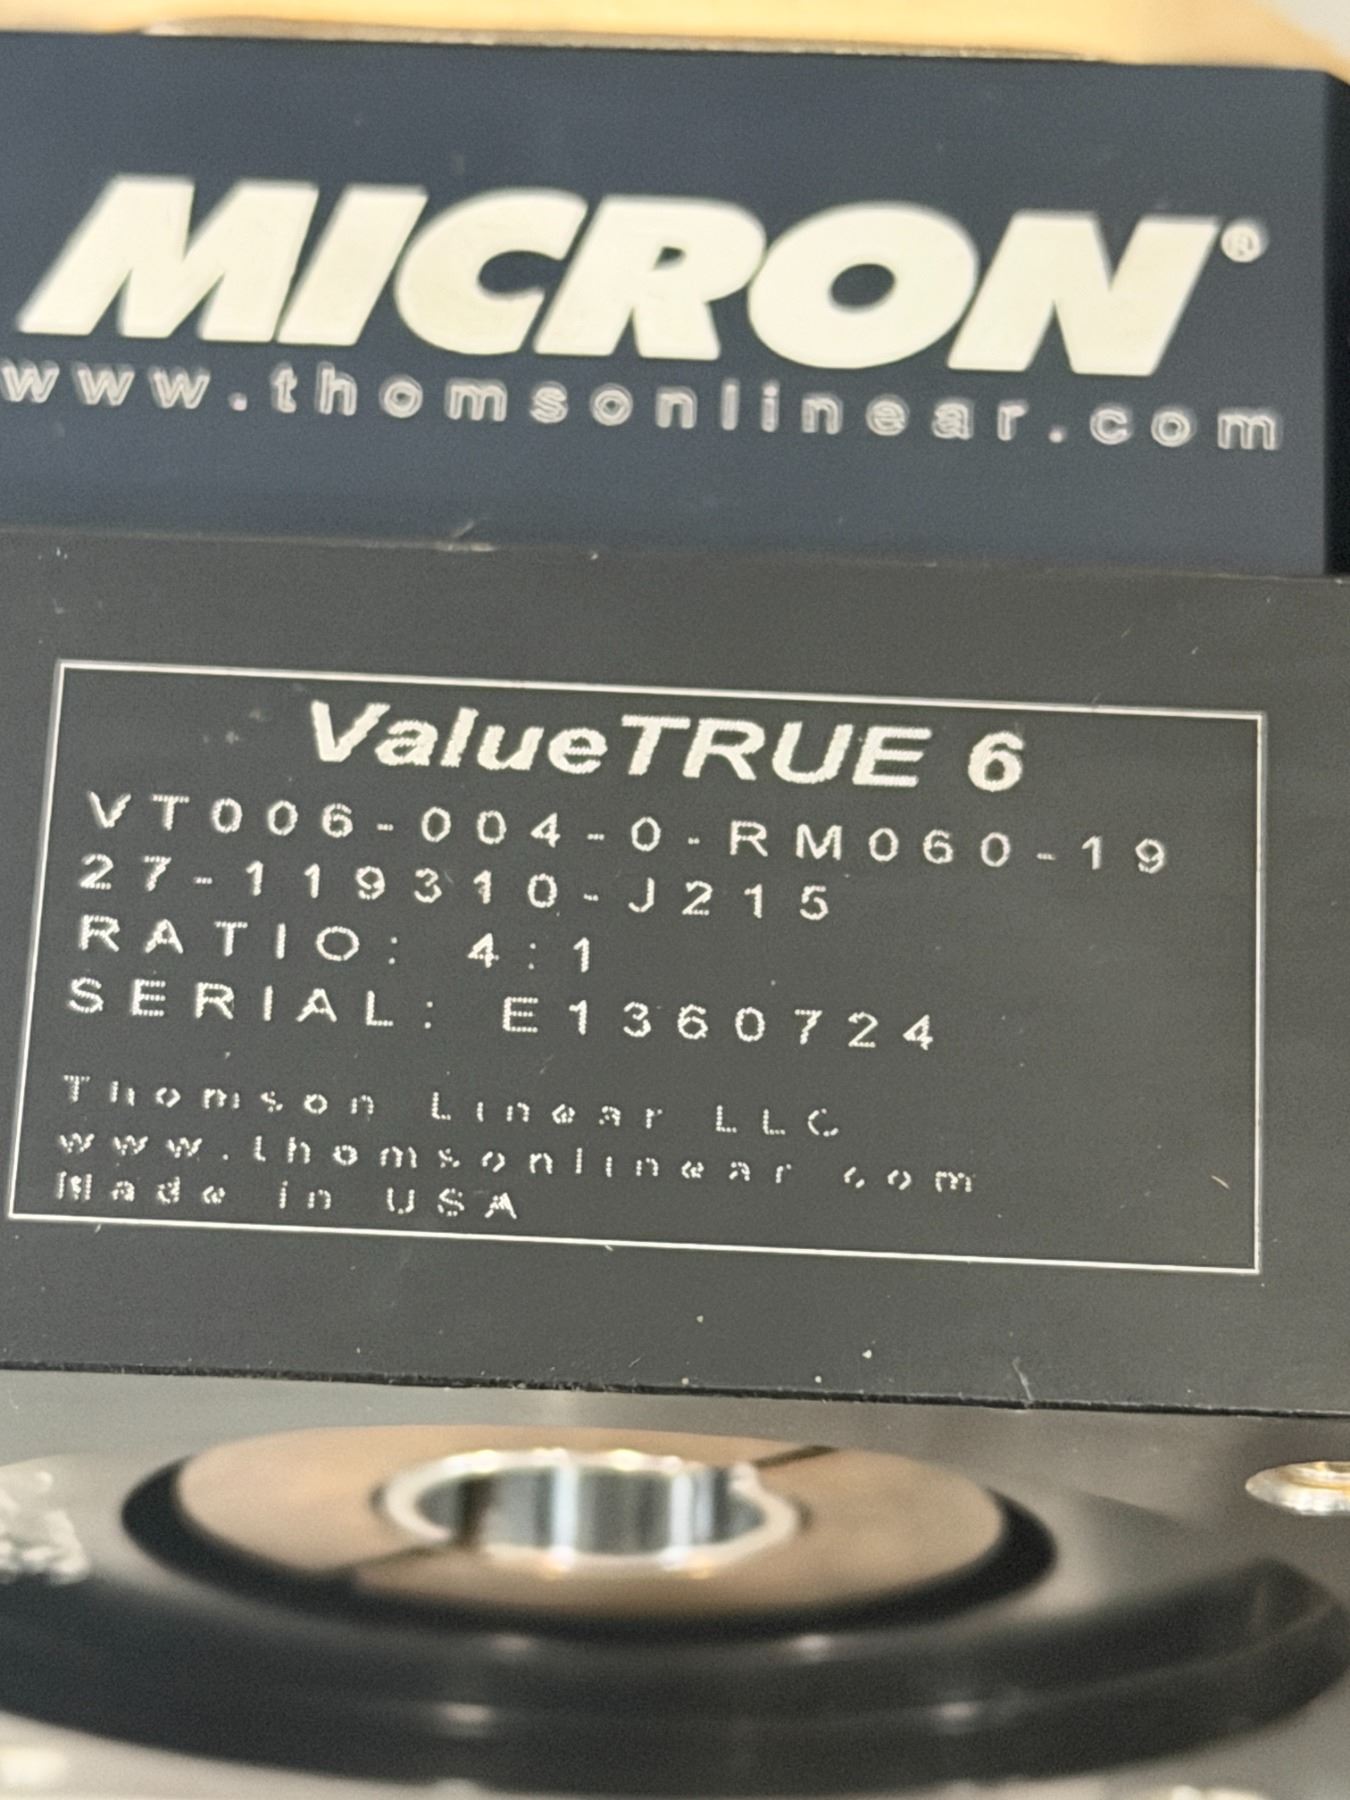 MICRON®
www.thomsonlinear.com
ValueTRUE 6
VT006-004-0-RM060-19
27-119310-J215
RATIO: 4:1
SERIAL: E1360724
Thomson Linear LLC
www.thomsonlinear.com
Made in USA